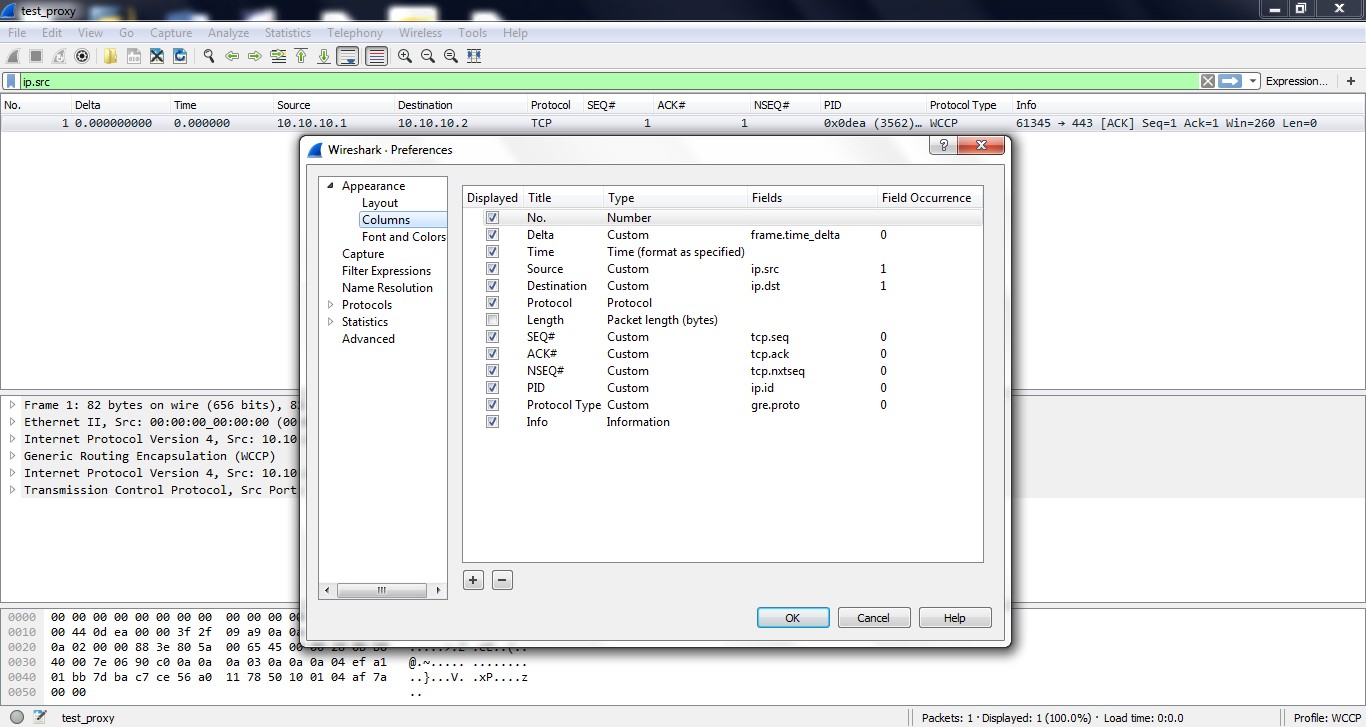 test_proxy
File Edit View Go Capture Analyze Statistics Telephony Wireless Tools Help
ip.src Expression... +
No. Delta Time Source Destination Protocol SEQ# ACK# NSEQ# PID Protocol Type Info
1 0.000000000 0.000000 10.10.10.1 10.10.10.2 TCP 1 1 0x0dea (3562)… WCCP 61345 → 443 [ACK] Seq=1 Ack=1 Win=260 Len=0
Wireshark · Preferences
Appearance
Layout
Columns
Font and Colors
Capture
Filter Expressions
Name Resolution
Protocols
Statistics
Advanced
Displayed Title Type Fields Field Occurrence
No. Number
Delta Custom frame.time_delta 0
Time Time (format as specified)
Source Custom ip.src 1
Destination Custom ip.dst 1
Protocol Protocol
Length Packet length (bytes)
SEQ# Custom tcp.seq 0
ACK# Custom tcp.ack 0
NSEQ# Custom tcp.nxtseq 0
PID Custom ip.id 0
Protocol Type Custom gre.proto 0
Info Information
OK Cancel Help
Frame 1: 82 bytes on wire (656 bits), 8
Ethernet II, Src: 00:00:00_00:00:00 (00
Internet Protocol Version 4, Src: 10.10
Generic Routing Encapsulation (WCCP)
Internet Protocol Version 4, Src: 10.10
Transmission Control Protocol, Src Port
0000 00 00 00 00 00 00 00 00 00 00 00 00
0010 00 44 0d ea 00 00 3f 2f 09 a9 0a 0a
0020 0a 02 00 00 88 3e 80 5a 00 65 45 00
0030 40 00 7e 06 90 c0 0a 0a 0a 03 0a 0a 0a 04 ef a1 @.~..... ........
0040 01 bb 7d ba c7 ce 56 a0 11 78 50 10 01 04 af 7a ..}...V. .xP....z
0050 00 00 ..
test_proxy Packets: 1 · Displayed: 1 (100.0%) · Load time: 0:0.0 Profile: WCCP